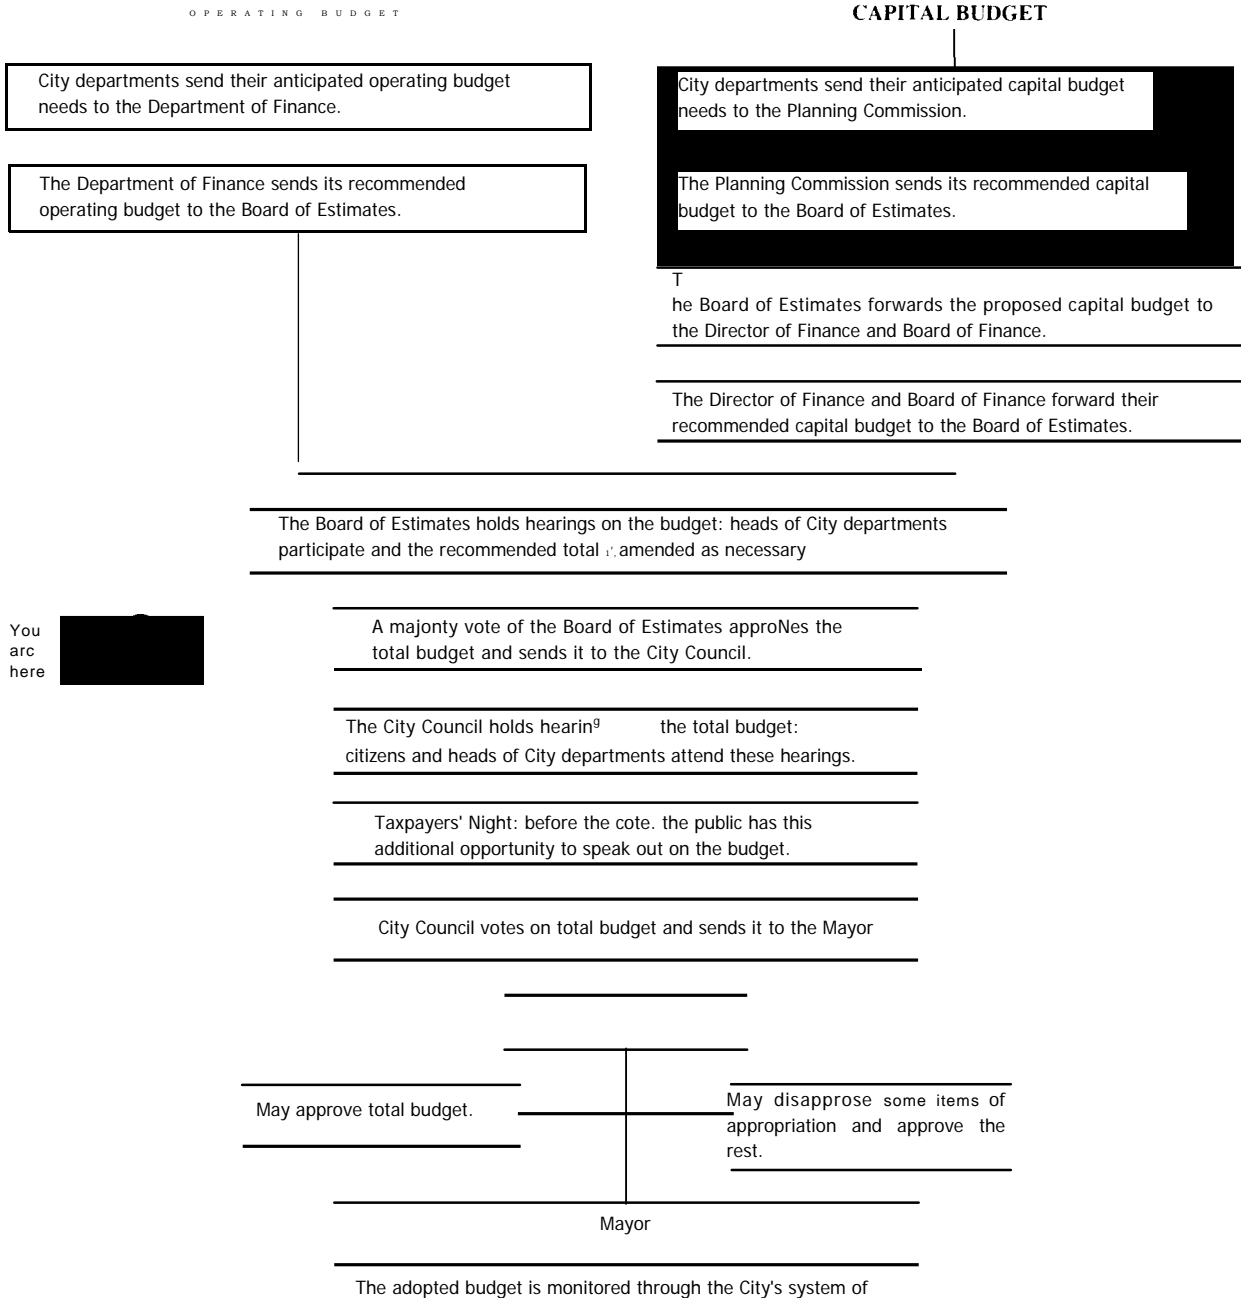 OPERATING BUDGET
CAPITAL BUDGET
City departments send their anticipated operating budget
needs to the Department of Finance.
City departments send their anticipated capital budget
needs to the Planning Commission.
The Department of Finance sends its recommended
operating budget to the Board of Estimates.
The Planning Commission sends its recommended capital
budget to the Board of Estimates.
T
he Board of Estimates forwards the proposed capital budget to
the Director of Finance and Board of Finance.
The Director of Finance and Board of Finance forward their
recommended capital budget to the Board of Estimates.
The Board of Estimates holds hearings on the budget: heads of City departments
participate and the recommended total 1', amended as necessary
You
arc
here
A majonty vote of the Board of Estimates approNes the
total budget and sends it to the City Council.
The City Council holds hearing the total budget:
citizens and heads of City departments attend these hearings.
Taxpayers' Night: before the cote. the public has this
additional opportunity to speak out on the budget.
City Council votes on total budget and sends it to the Mayor
May approve total budget.
May disapprose some items of
appropriation and approve the
rest.
Mayor
The adopted budget is monitored through the City's system of